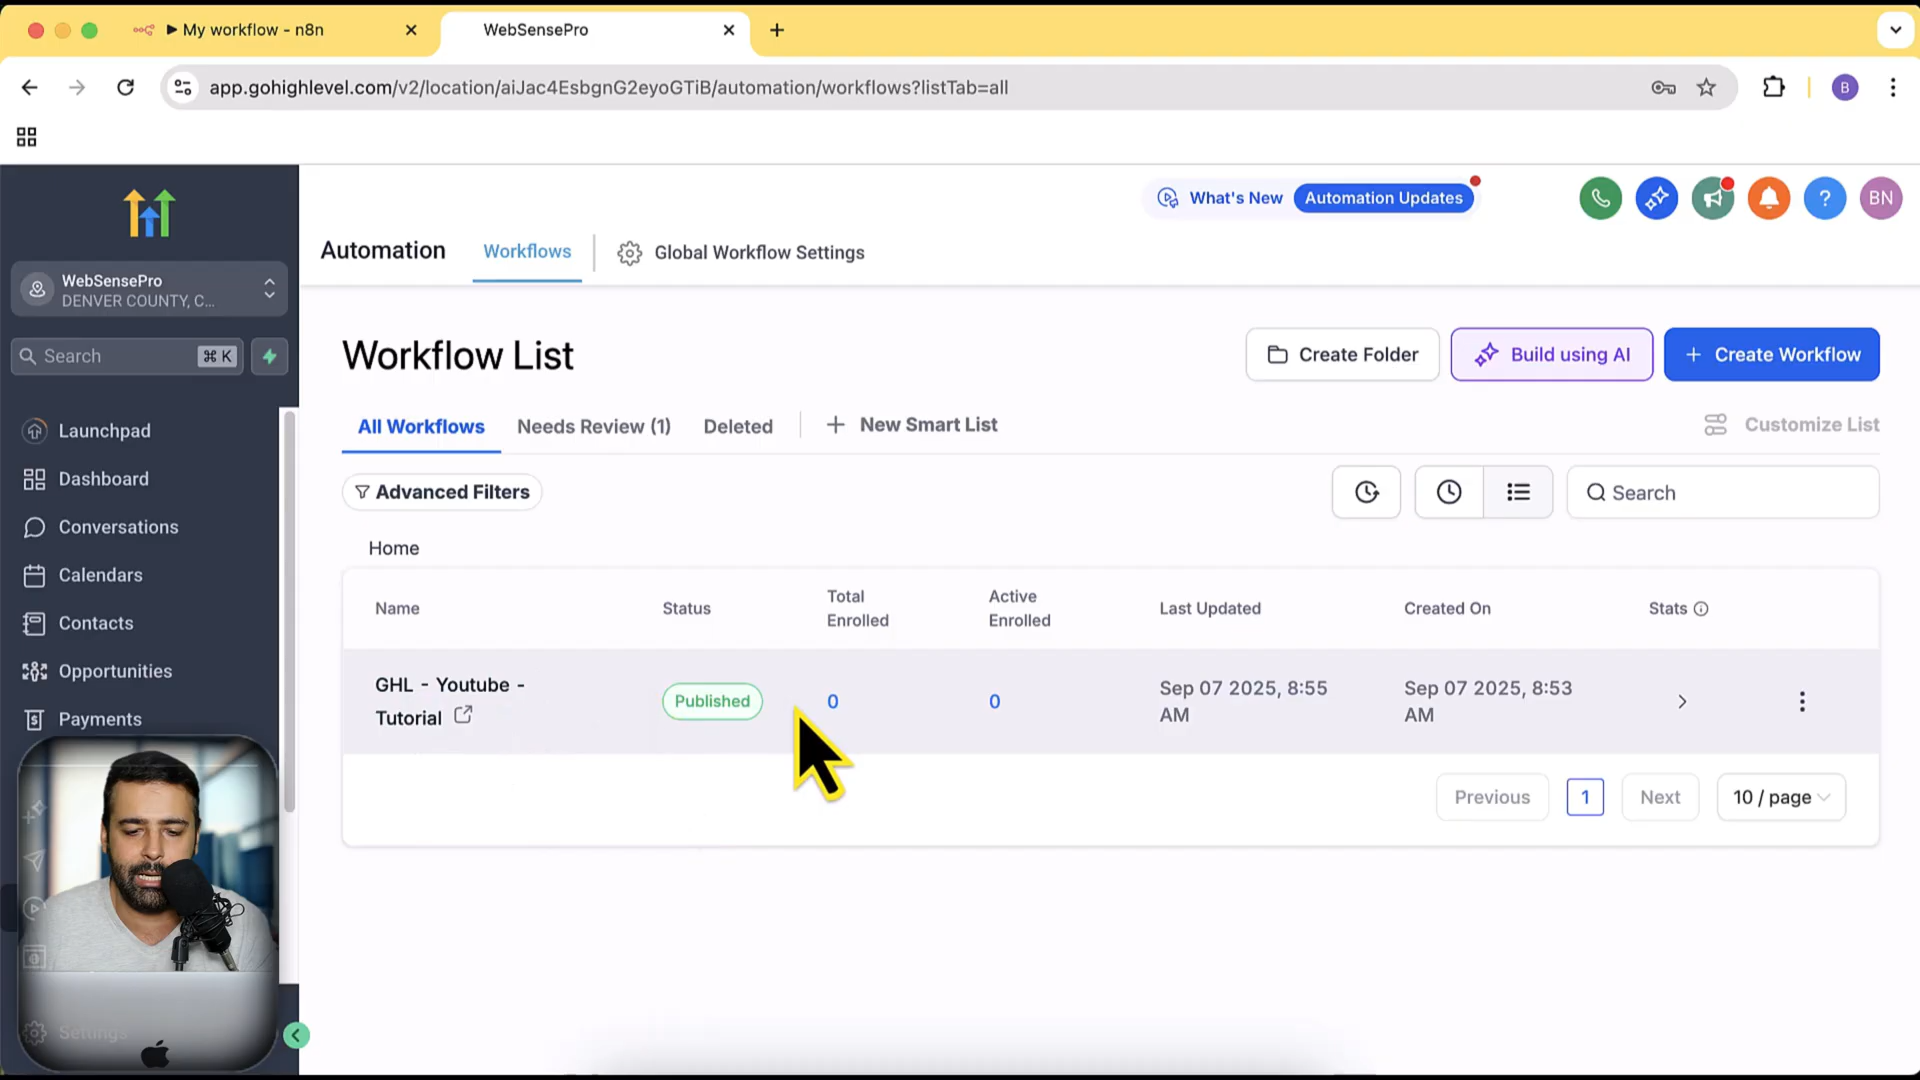 My workflow - n8n
WebSensePro
app.gohighlevel.com/v2/location/aiJac4EsbgnG2eyoGTiB/automation/workflows?listTab=all
B
What's New
Automation Updates
BN
WebSensePro
DENVER COUNTY, C...
Search
⌘ K
Launchpad
Dashboard
Conversations
Calendars
Contacts
Opportunities
Payments
Settings
Automation
Workflows
Global Workflow Settings
Workflow List
Create Folder
Build using AI
+ Create Workflow
All Workflows
Needs Review (1)
Deleted
+ New Smart List
Customize List
Advanced Filters
Search
Home
Name
Status
Total
Enrolled
Active
Enrolled
Last Updated
Created On
Stats
GHL - Youtube -
Tutorial
Published
0
0
Sep 07 2025, 8:55
AM
Sep 07 2025, 8:53
AM
Previous
1
Next
10 / page